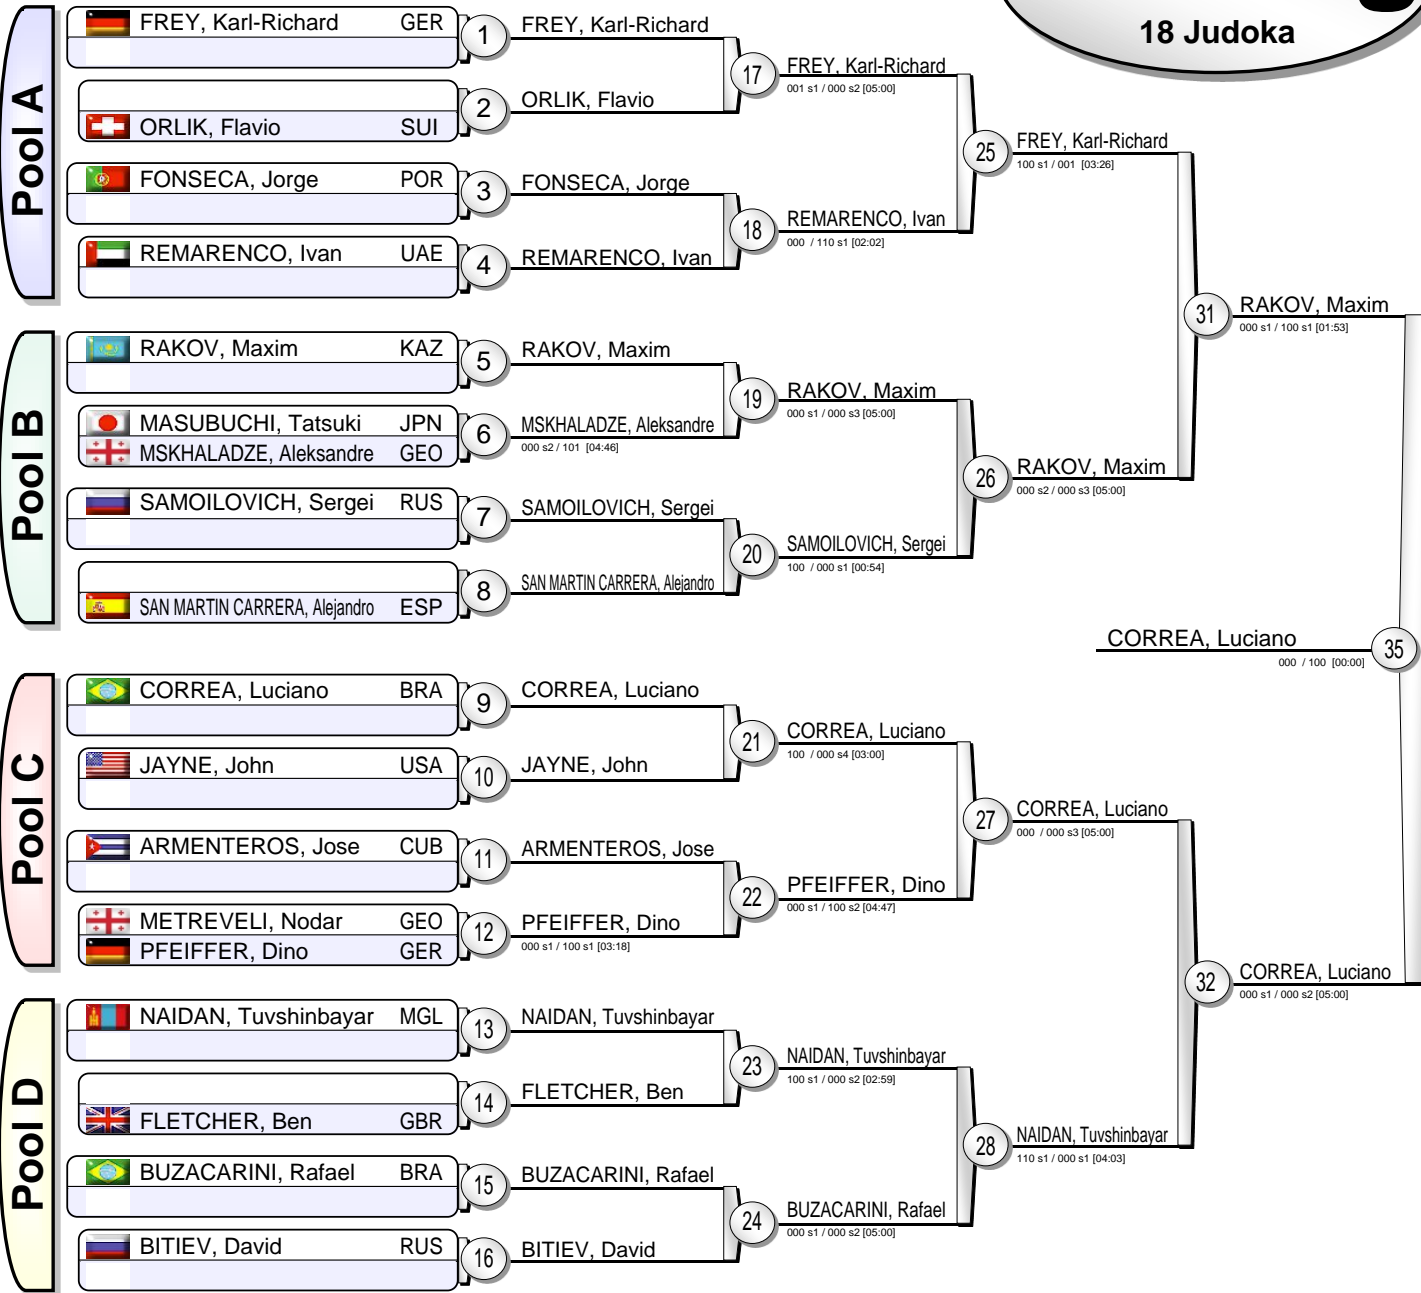 18 Judoka
Pool A
FREY, Karl-Richard GER
1
FREY, Karl-Richard
ORLIK, Flavio SUI
2
ORLIK, Flavio
FONSECA, Jorge POR
3
FONSECA, Jorge
REMARENCO, Ivan UAE
4
REMARENCO, Ivan
17
FREY, Karl-Richard
001 s1 / 000 s2 [05:00]
18
REMARENCO, Ivan
000 / 110 s1 [02:02]
25
FREY, Karl-Richard
100 s1 / 001 [03:26]
Pool B
RAKOV, Maxim KAZ
5
RAKOV, Maxim
MASUBUCHI, Tatsuki JPN
MSKHALADZE, Aleksandre GEO
6
MSKHALADZE, Aleksandre
000 s2 / 101 [04:46]
SAMOILOVICH, Sergei RUS
7
SAMOILOVICH, Sergei
SAN MARTIN CARRERA, Alejandro ESP
8
SAN MARTIN CARRERA, Alejandro
19
RAKOV, Maxim
000 s1 / 000 s3 [05:00]
20
SAMOILOVICH, Sergei
100 / 000 s1 [00:54]
26
RAKOV, Maxim
000 s2 / 000 s3 [05:00]
31
RAKOV, Maxim
000 s1 / 100 s1 [01:53]
CORREA, Luciano
000 / 100 [00:00]
35
Pool C
CORREA, Luciano BRA
9
CORREA, Luciano
JAYNE, John USA
10
JAYNE, John
ARMENTEROS, Jose CUB
11
ARMENTEROS, Jose
METREVELI, Nodar GEO
PFEIFFER, Dino GER
12
PFEIFFER, Dino
000 s1 / 100 s1 [03:18]
21
CORREA, Luciano
100 / 000 s4 [03:00]
22
PFEIFFER, Dino
000 s1 / 100 s2 [04:47]
27
CORREA, Luciano
000 / 000 s3 [05:00]
Pool D
NAIDAN, Tuvshinbayar MGL
13
NAIDAN, Tuvshinbayar
FLETCHER, Ben GBR
14
FLETCHER, Ben
BUZACARINI, Rafael BRA
15
BUZACARINI, Rafael
BITIEV, David RUS
16
BITIEV, David
23
NAIDAN, Tuvshinbayar
100 s1 / 000 s2 [02:59]
24
BUZACARINI, Rafael
000 s1 / 000 s2 [05:00]
28
NAIDAN, Tuvshinbayar
110 s1 / 000 s1 [04:03]
32
CORREA, Luciano
000 s1 / 000 s2 [05:00]